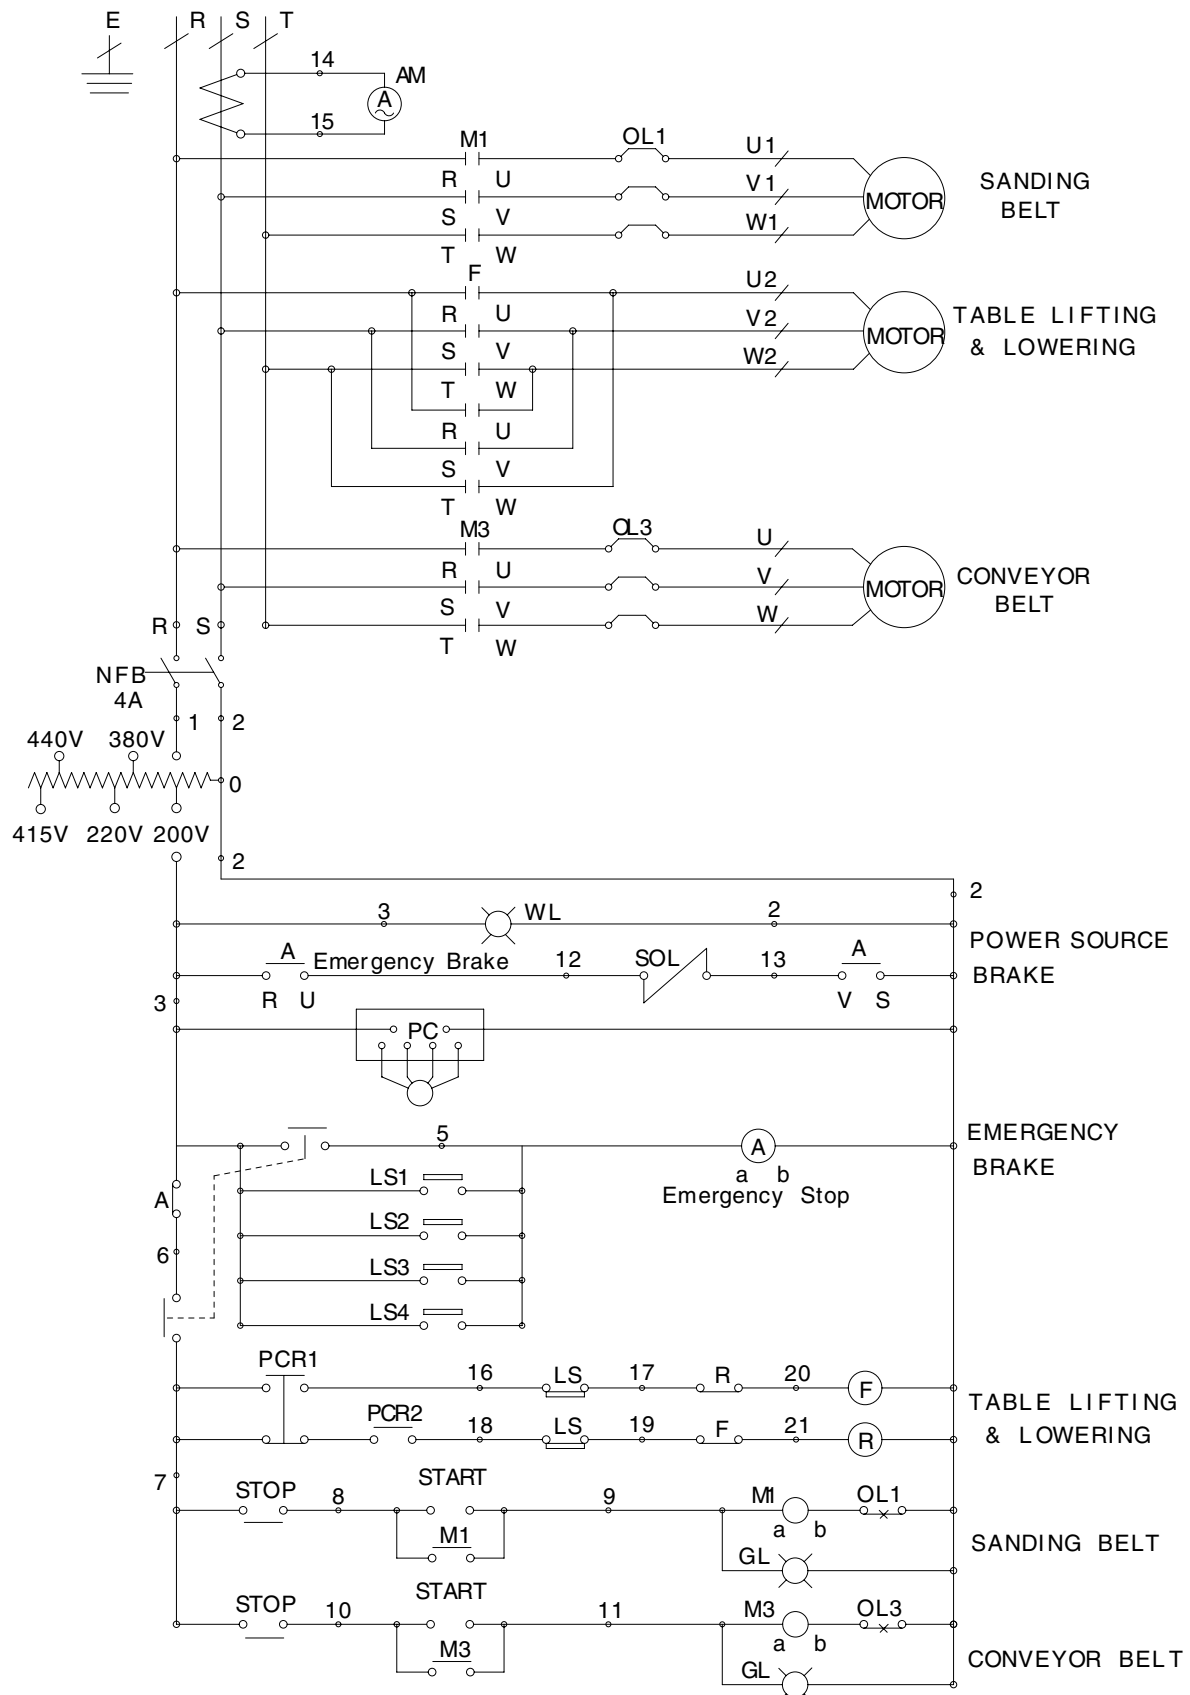 E R S T
14
AM
A
15
M1 OL1 U1
R U V1
MOTOR
SANDING
BELT
S V W1
T W
F U2
R U V2
MOTOR
TABLE LIFTING
& LOWERING
S V W2
T W
R U
S V
T W
M3 OL3 U
R U V
MOTOR
CONVEYOR
BELT
S V W
T W
R S
NFB
4A
1 2
440V 380V
0
415V 220V 200V
2
2
3 WL 2
POWER SOURCE
A Emergency Brake 12 SOL 13 A
BRAKE
R U V S
3
PC
5
A
a b
Emergency Stop
EMERGENCY
BRAKE
LS1
A
LS2
6
LS3
LS4
PCR1 16 LS 17 R 20 F
TABLE LIFTING
& LOWERING
PCR2 18 LS 19 F 21 R
7
STOP 8 START 9 M1 OL1
M1 a b
GL
SANDING BELT
STOP 10 START 11 M3 OL3
M3 a b
GL
CONVEYOR BELT